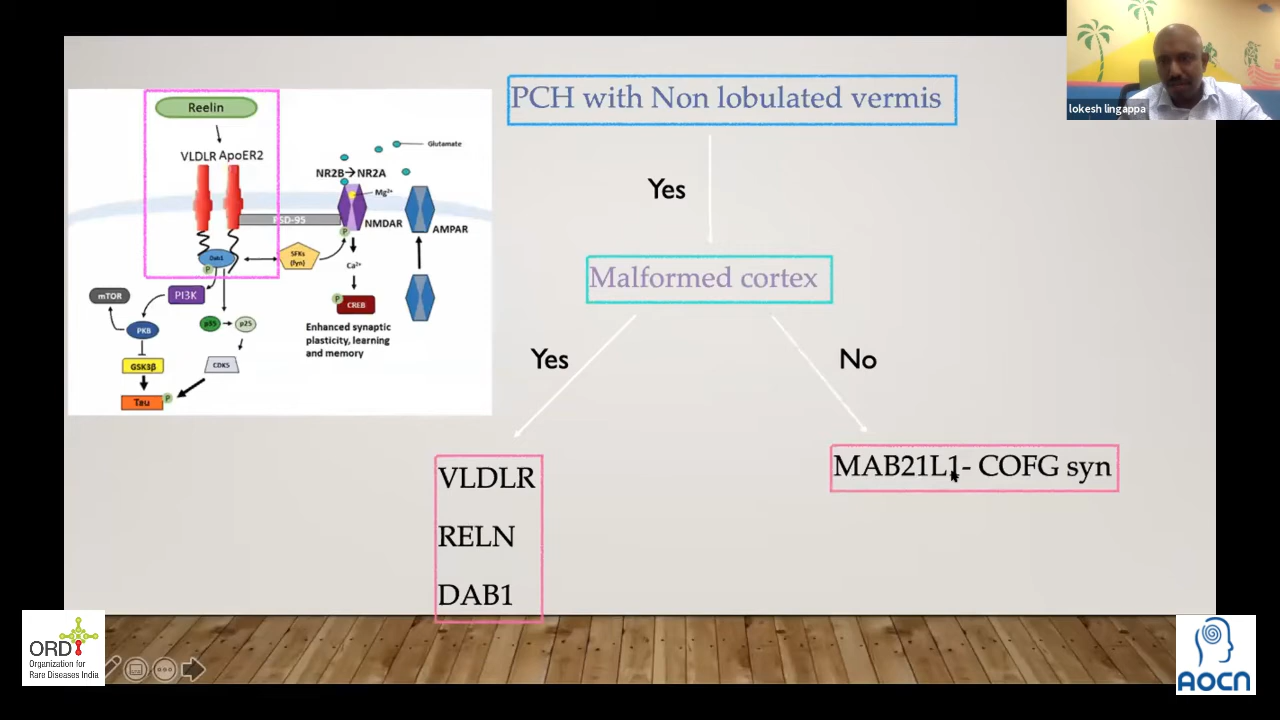 lokesh lingappa
PCH with Non lobulated vermis
Yes
Malformed cortex
Yes
No
VLDLR
RELN
DAB1
MAB21L1- COFG syn
Reelin
VLDLR ApoER2
Glutamate
NR2B→NR2A
Mg²⁺
PSD-95
NMDAR
AMPAR
P
Dab1
P
SFKs
(Fyn)
Ca²⁺
PI3K
mTOR
P
CREB
PKB
p35
p25
Enhanced synaptic
plasticity, learning
and memory
GSK3β
CDK5
Tau
P
ORDI
Organization for
Rare Diseases India
AOCN